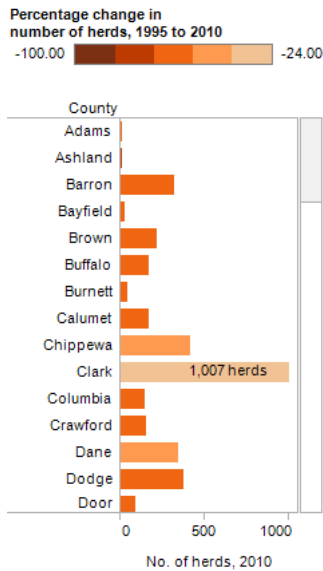 Percentage change in
number of herds, 1995 to 2010
-100.00 -24.00
County
Adams
Ashland
Barron
Bayfield
Brown
Buffalo
Burnett
Calumet
Chippewa
Clark 1,007 herds
Columbia
Crawford
Dane
Dodge
Door
0 500 1000
No. of herds, 2010